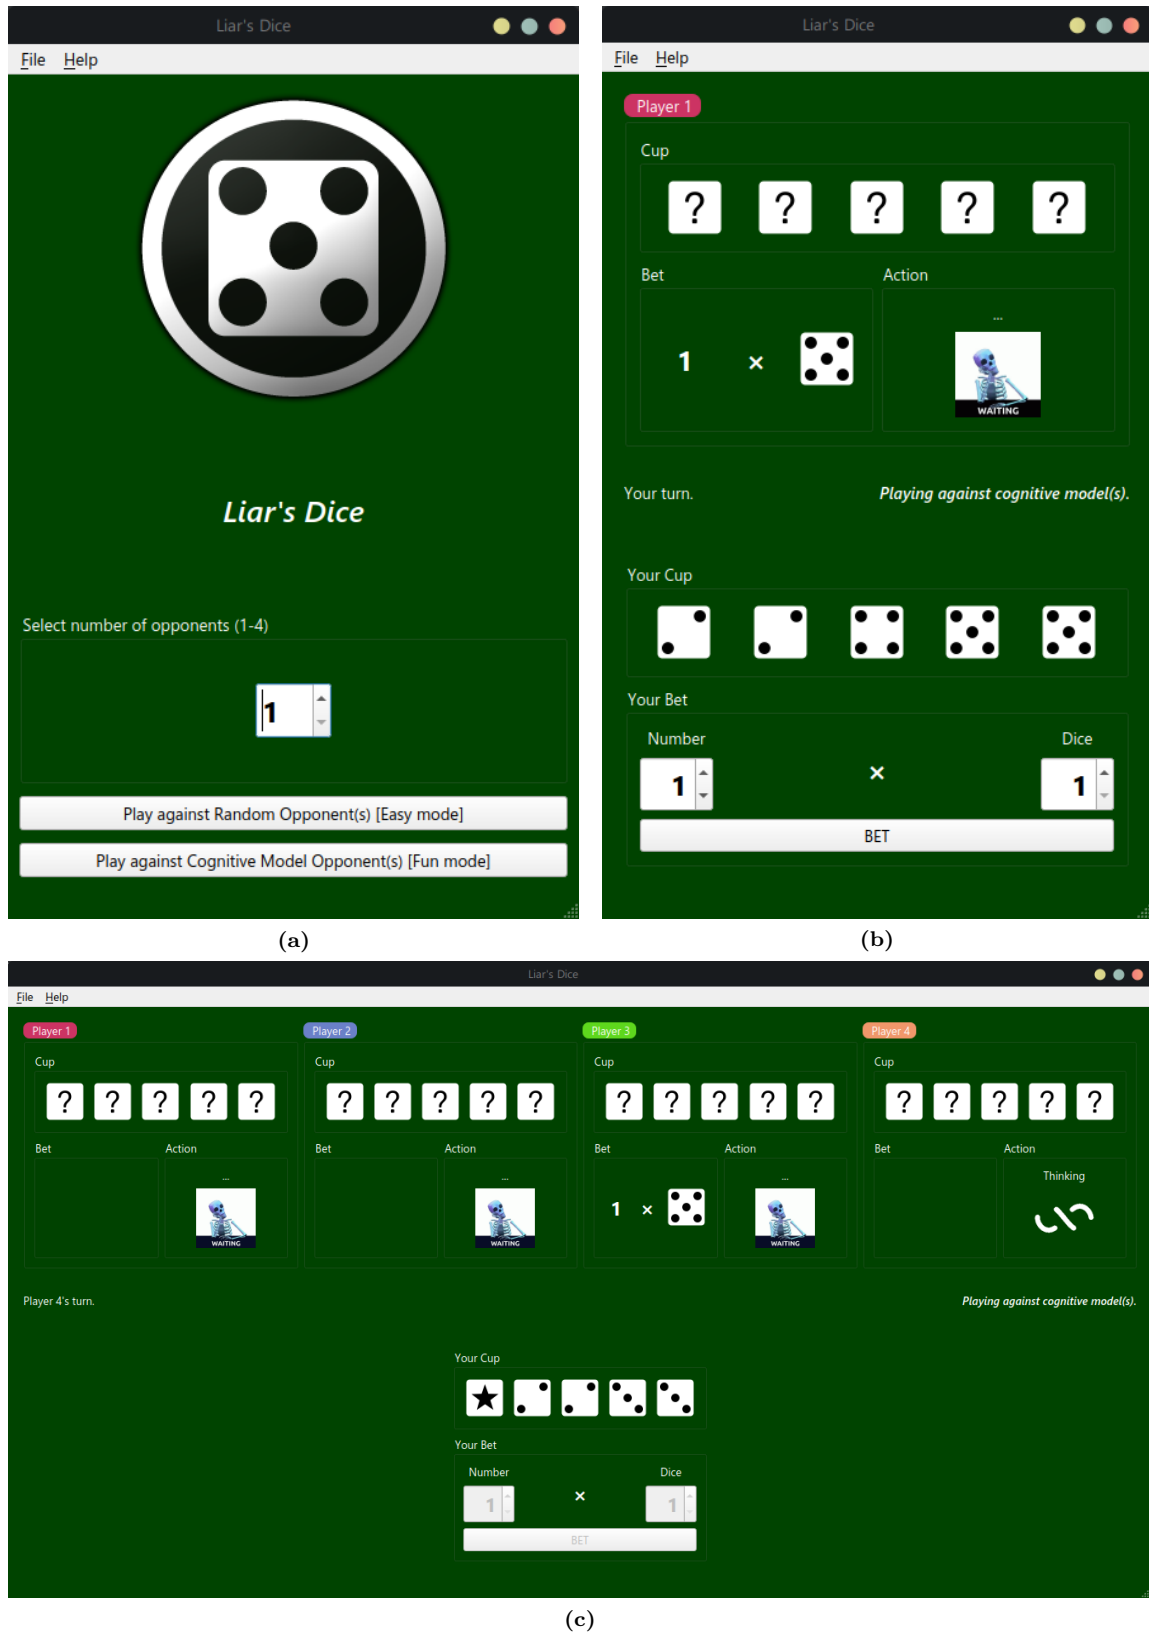 Liar's Dice
File Help
Liar's Dice
Select number of opponents (1-4)
1
Play against Random Opponent(s) [Easy mode]
Play against Cognitive Model Opponent(s) [Fun mode]
(a)
Liar's Dice
File Help
Player 1
Cup
? ? ? ? ?
Bet Action
...
1 ×
WAITING
Your turn. Playing against cognitive model(s).
Your Cup
Your Bet
Number Dice
1 × 1
BET
(b)
Liar's Dice
File Help
Player 1 Player 2 Player 3 Player 4
Cup Cup Cup Cup
? ? ? ? ? ? ? ? ? ? ? ? ? ? ? ? ? ? ? ?
Bet Action Bet Action Bet Action Bet Action
... ... ... Thinking
1 ×
WAITING WAITING WAITING
Player 4's turn. Playing against cognitive model(s).
Your Cup
Your Bet
Number Dice
1 × 1
BET
(c)